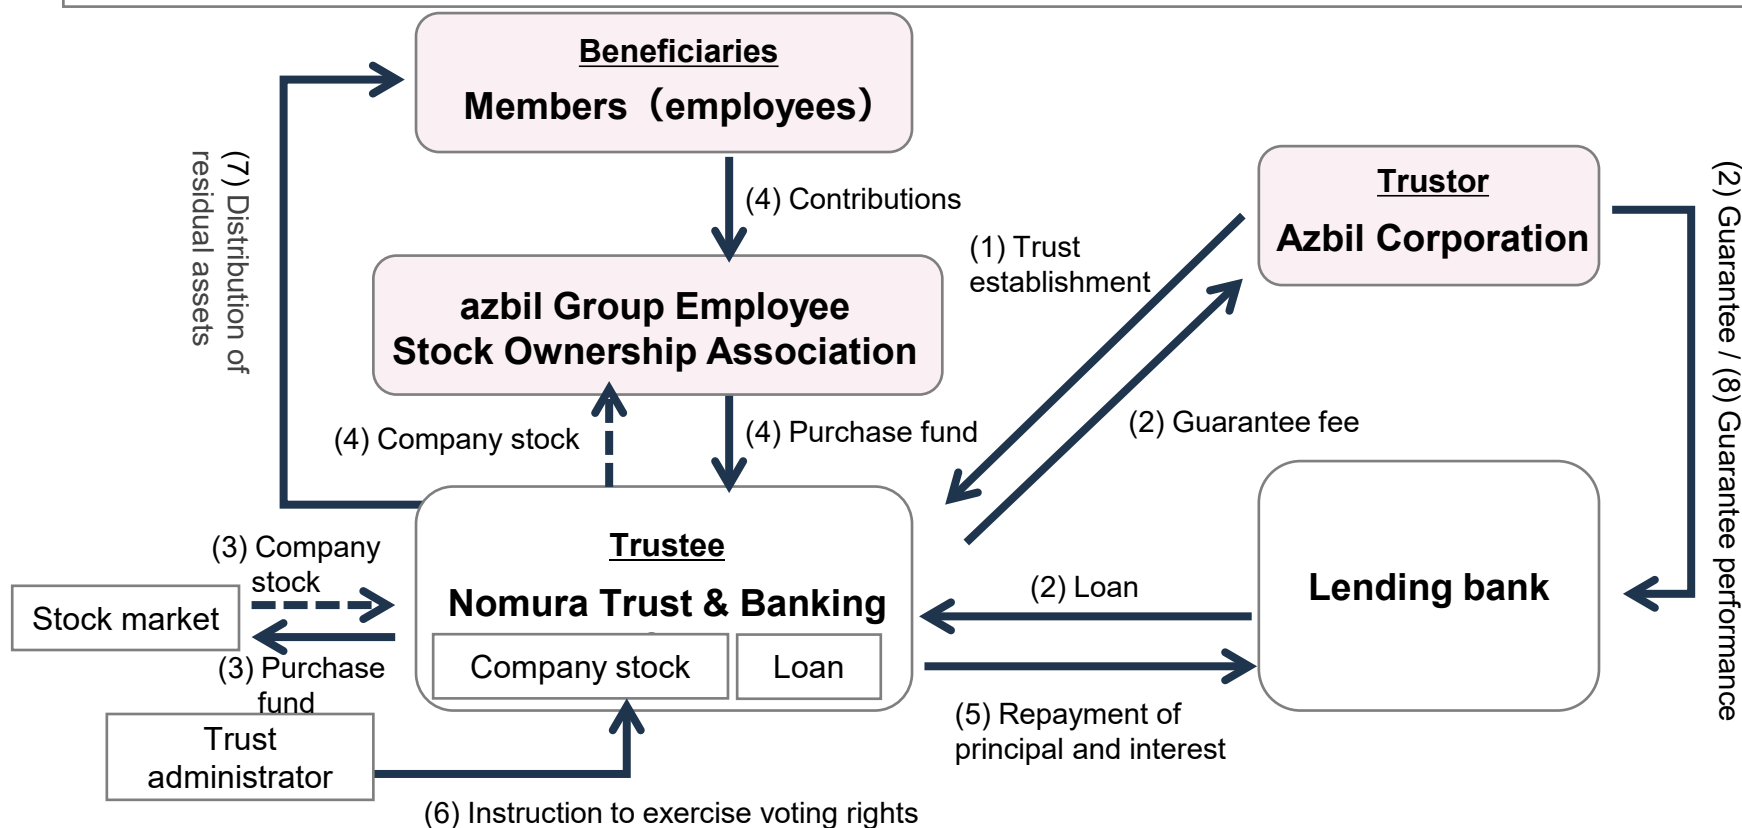 Beneficiaries
Members（employees）
(7) Distribution of
residual assets
(4) Contributions
Trustor
Azbil Corporation
(1) Trust
establishment
(2) Guarantee / (8) Guarantee performance
azbil Group Employee
Stock Ownership Association
(4) Company stock
(4) Purchase fund
(2) Guarantee fee
(3) Company
stock
Stock market
(3) Purchase
fund
Trustee
Nomura Trust & Banking
Company stock
Loan
(2) Loan
Lending bank
(5) Repayment of
principal and interest
Trust
administrator
(6) Instruction to exercise voting rights